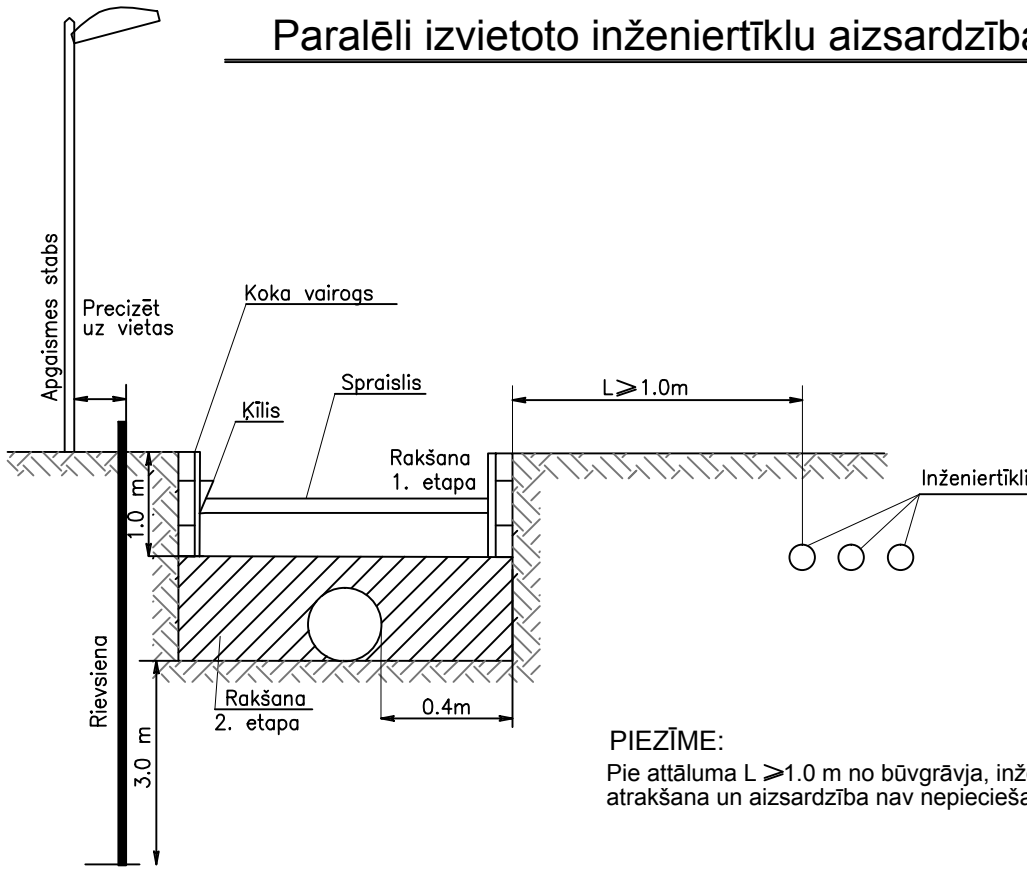 Paralēli izvietoto inženiertīklu aizsardzība
Apgaismes stabs
Precizēt
uz vietas
Koka vairogs
Spraislis
Ķīlis
L⩾1.0m
Rakšana
1. etapa
Inženiertīkli
1.0 m
Rievsiena
Rakšana
2. etapa
0.4m
3.0 m
PIEZĪME:
Pie attāluma L ⩾1.0 m no būvgrāvja, inže
atrakšana un aizsardzība nav nepiecieša